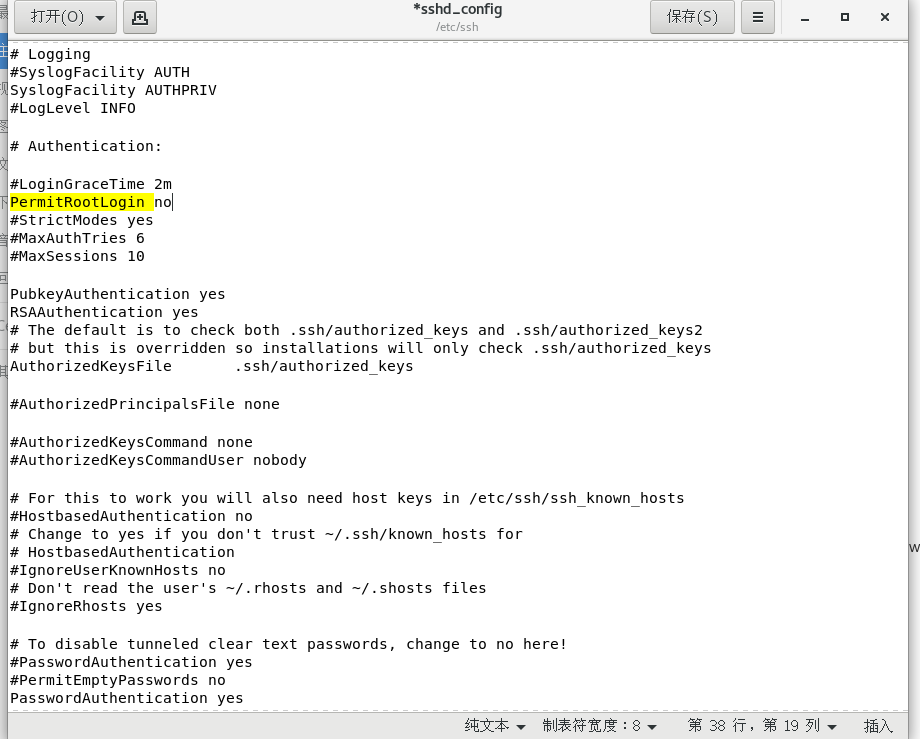 打开(O)
*sshd_config
/etc/ssh
保存(S)
# Logging
#SyslogFacility AUTH
SyslogFacility AUTHPRIV
#LogLevel INFO
# Authentication:
#LoginGraceTime 2m
PermitRootLogin no
#StrictModes yes
#MaxAuthTries 6
#MaxSessions 10
PubkeyAuthentication yes
RSAAuthentication yes
# The default is to check both .ssh/authorized_keys and .ssh/authorized_keys2
# but this is overridden so installations will only check .ssh/authorized_keys
AuthorizedKeysFile       .ssh/authorized_keys
#AuthorizedPrincipalsFile none
#AuthorizedKeysCommand none
#AuthorizedKeysCommandUser nobody
# For this to work you will also need host keys in /etc/ssh/ssh_known_hosts
#HostbasedAuthentication no
# Change to yes if you don't trust ~/.ssh/known_hosts for
# HostbasedAuthentication
#IgnoreUserKnownHosts no
# Don't read the user's ~/.rhosts and ~/.shosts files
#IgnoreRhosts yes
# To disable tunneled clear text passwords, change to no here!
#PasswordAuthentication yes
#PermitEmptyPasswords no
PasswordAuthentication yes
纯文本 制表符宽度：8 第 38 行，第 19 列 插入